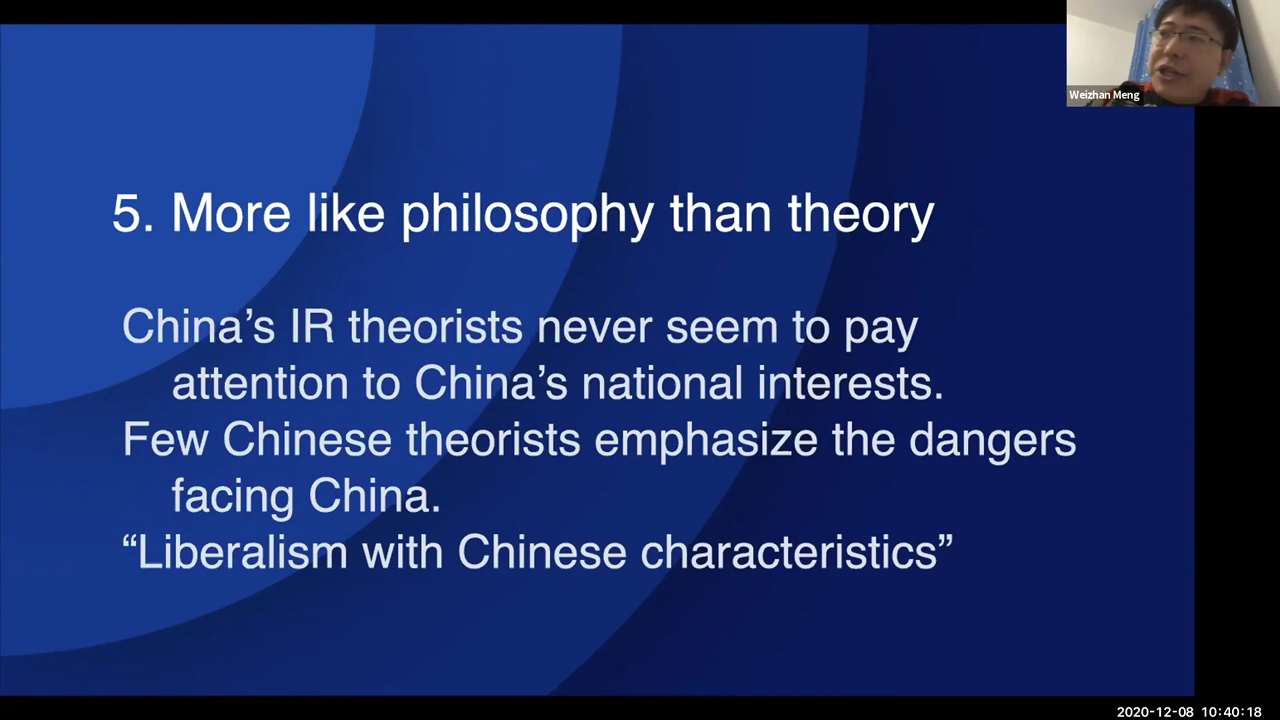 Weizhan Meng
5. More like philosophy than theory
China’s IR theorists never seem to pay
attention to China’s national interests.
Few Chinese theorists emphasize the dangers
facing China.
“Liberalism with Chinese characteristics”
2020-12-08 10:40:18